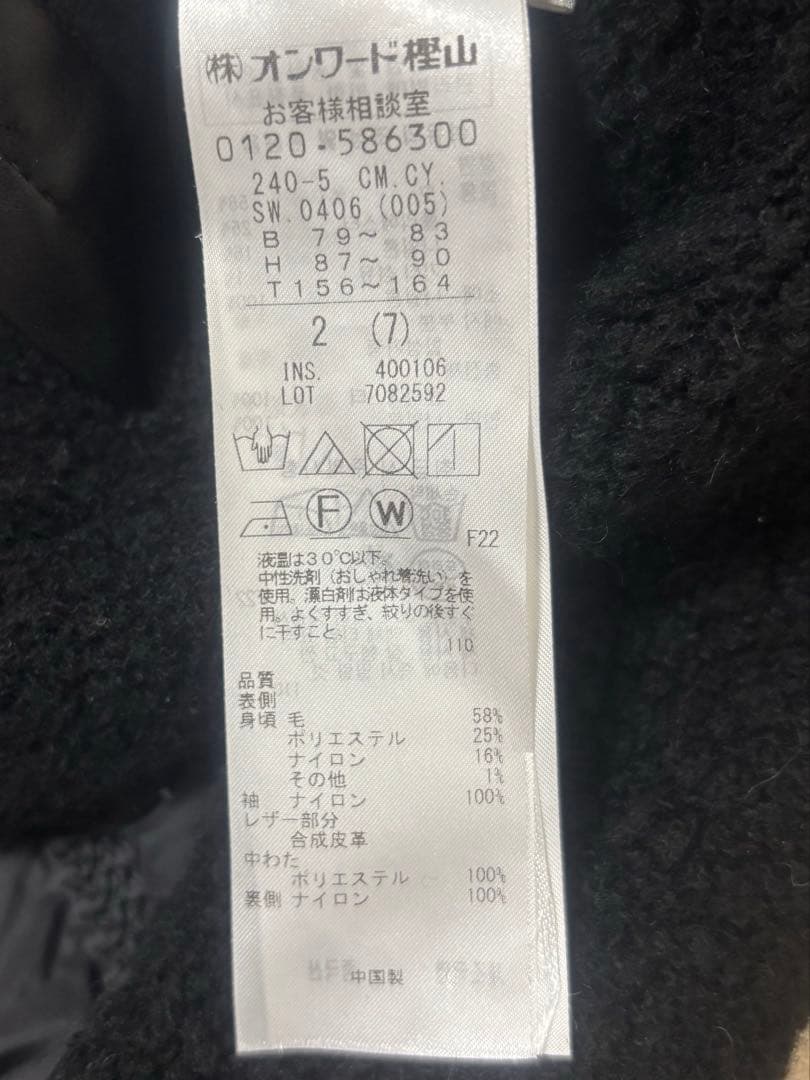 (株)オンワード樫山
お客様相談室
0120-586300
240-5 CM.CY.
SW.0406 (005)
B 79～ 83
H 87～ 90
T156～164
2 (7)
INS. 400106
LOT 7082592
F W
F22
液温は30℃以下。
中性洗剤（おしゃれ着洗い）を
使用。漂白剤は液体タイプを使
用。よくすすぎ、絞りの後すぐ
に干すこと。
110
品質
表側
身頃 毛 58%
ポリエステル 25%
ナイロン 16%
その他 1%
袖 ナイロン 100%
レザー部分
合成皮革
中わた
ポリエステル 100%
裏側 ナイロン 100%
中国製